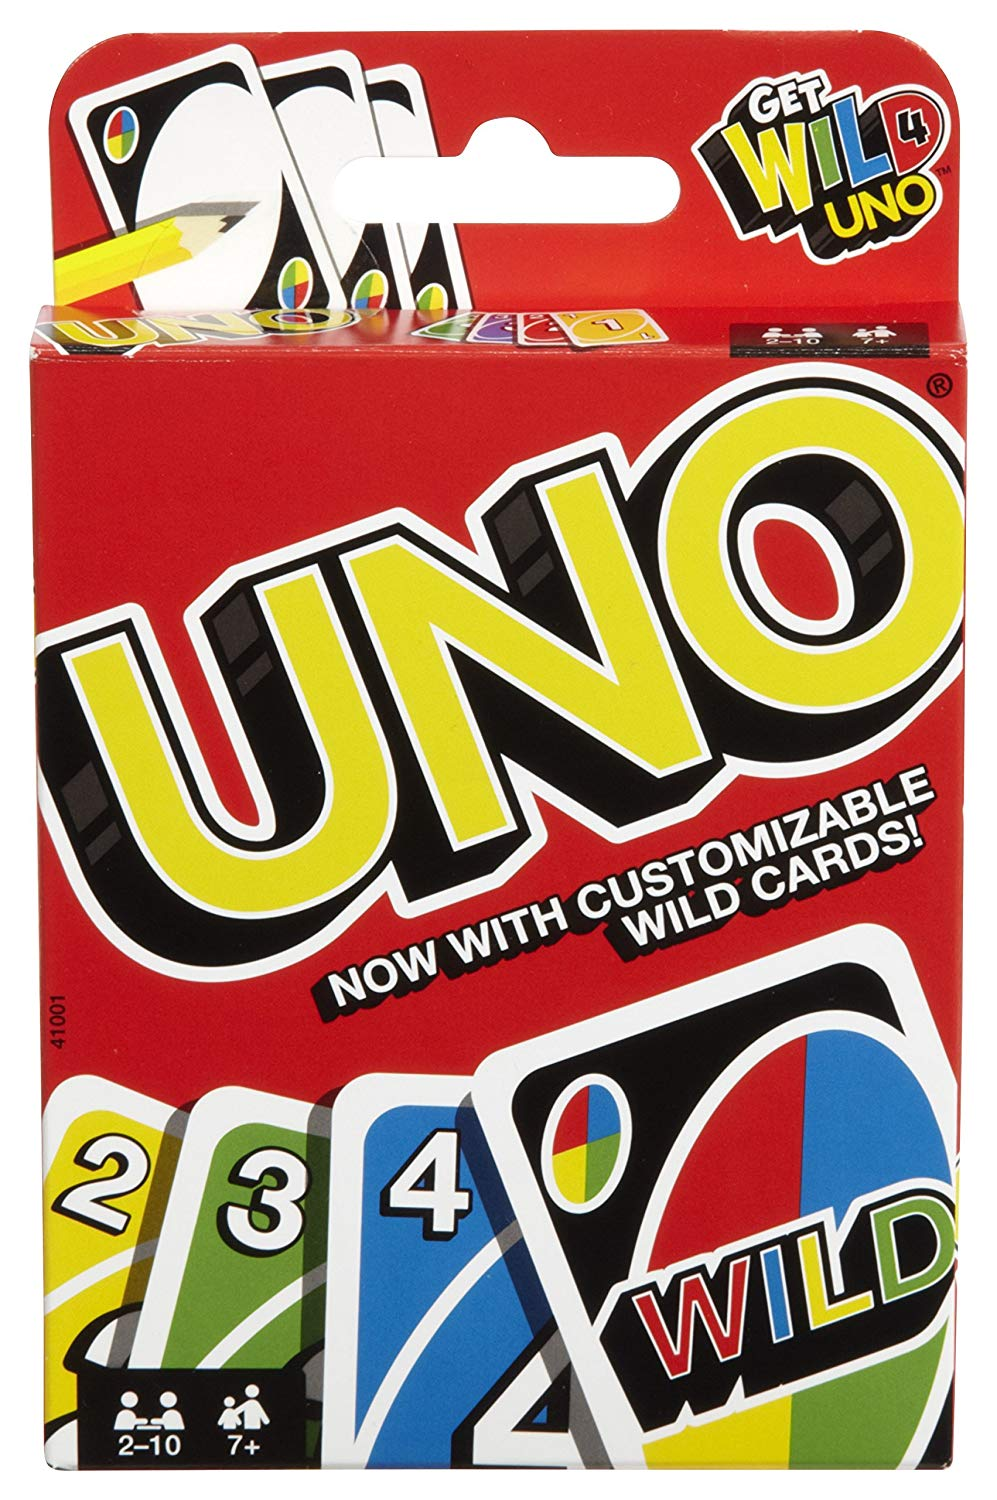 GET
WILD 4
UNO
™
UNO
2–10 7+
®
UNO
NOW WITH CUSTOMIZABLE
WILD CARDS!
41001
2
3
4
WILD
4
2–10 7+